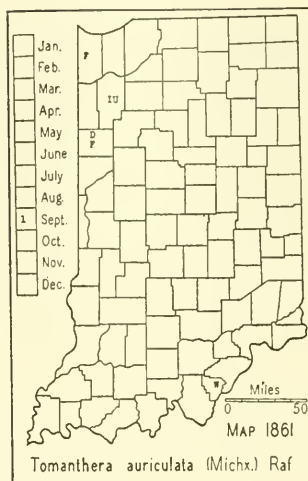 Jan.
Feb.
Mar.
Apr.
May
June
July
Aug.
1 Sept.
Oct.
Nov.
Dec.
F
IU
D
F
W
Miles
0 50
MAP 1861
Tomanthera auriculata (Michx.) Raf